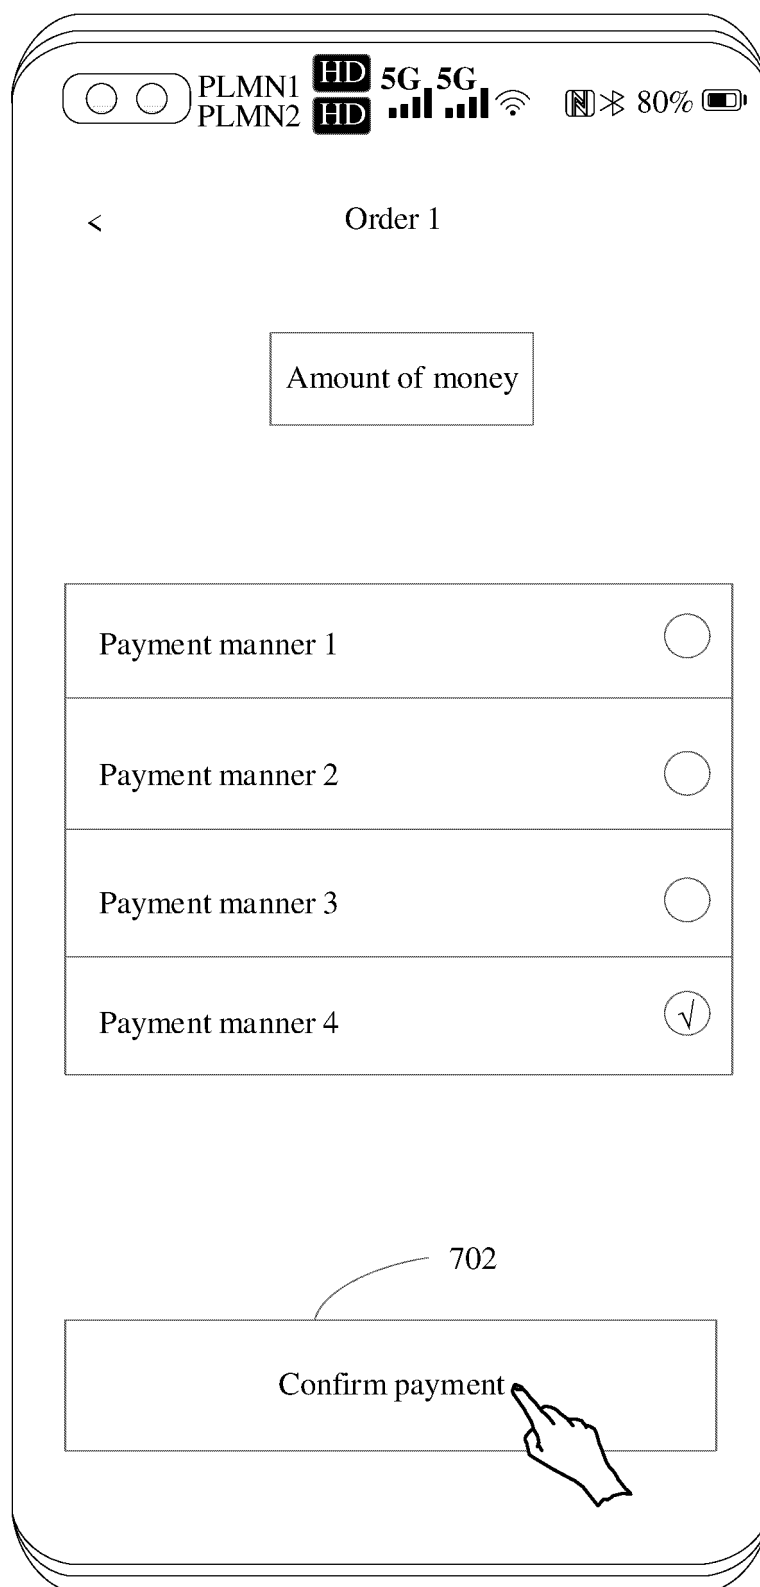 PLMN1 HD 5G 5G
PLMN2 HD 80%
< Order 1
Amount of money
Payment manner 1
Payment manner 2
Payment manner 3
Payment manner 4 √
702
Confirm payment